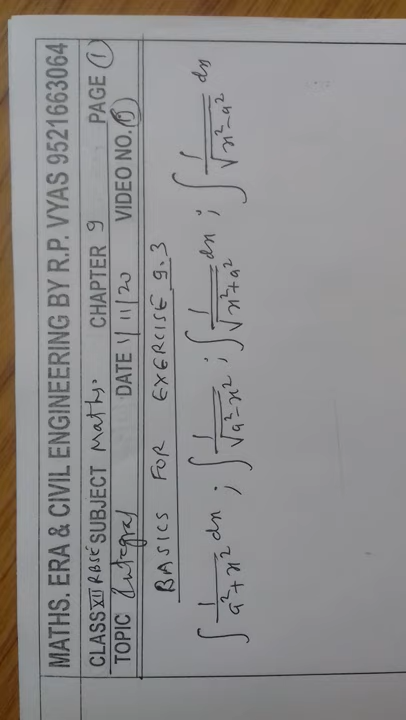 MATHS. ERA & CIVIL ENGINEERING BY R.P. VYAS 9521663064
CLASS XII RBSE SUBJECT Maths. CHAPTER 9 PAGE 1
TOPIC Integral DATE 1/11/20 VIDEO NO.
BASICS FOR EXERCISE 9.3
∫ 1/(a²+x²) dx ; ∫ 1/√(a²-x²) ; ∫ 1/√(x²+a²) dx ; ∫ 1/√(x²-a²) dx